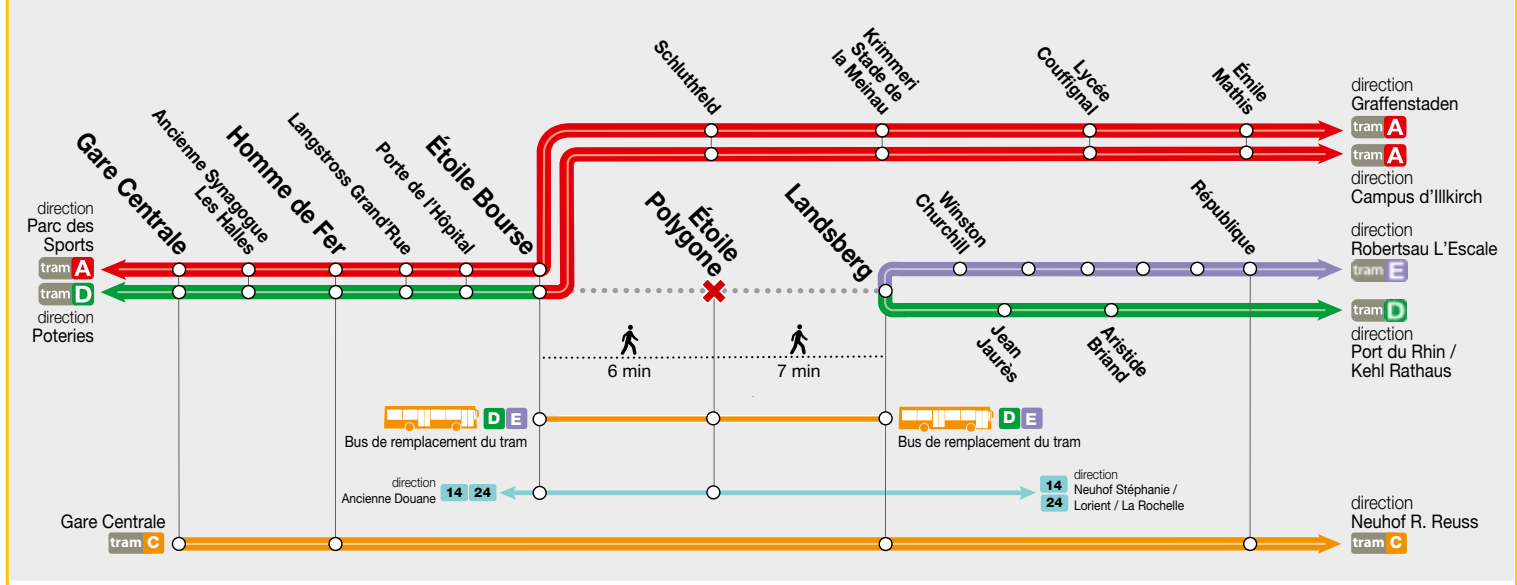 Schluthfeld
Krimmeri
Stade de
la Meinau
Lycée
Couffignal
Émile
Mathis
direction
Graffenstaden
tram A
tram A
direction
Campus d'Illkirch
Gare Centrale
Ancienne Synagogue
Les Halles
Homme de Fer
Langstross Grand'Rue
Porte de l'Hôpital
Étoile Bourse
Étoile
Polygone
Landsberg
Winston
Churchill
République
direction
Parc des
Sports
tram A
tram D
direction
Poteries
direction
Robertsau L'Escale
tram E
tram D
direction
Port du Rhin /
Kehl Rathaus
Jean
Jaurès
Aristide
Briand
6 min
7 min
D E
Bus de remplacement du tram
D E
Bus de remplacement du tram
direction
Ancienne Douane
14 24
14
24
direction
Neuhof Stéphanie /
Lorient / La Rochelle
Gare Centrale
tram C
direction
Neuhof R. Reuss
tram C